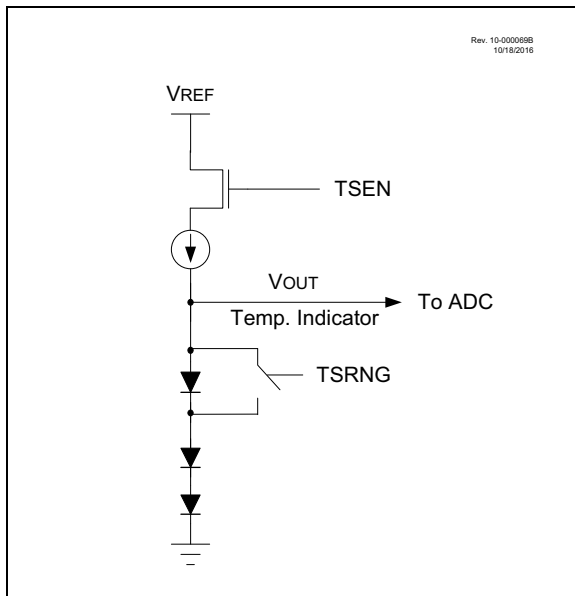 Rev. 10-000069B
10/18/2016
VREF
TSEN
VOUT
To ADC
Temp. Indicator
TSRNG